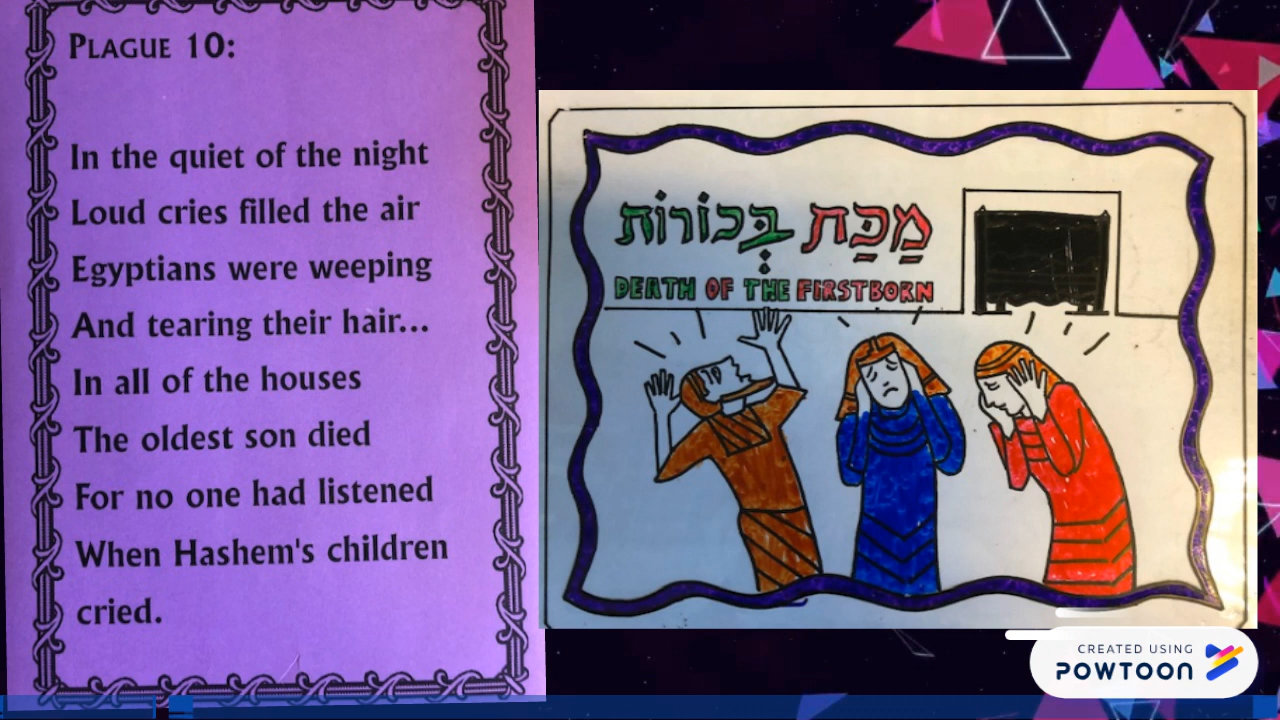 PLAGUE 10:
In the quiet of the night
Loud cries filled the air
Egyptians were weeping
And tearing their hair...
In all of the houses
The oldest son died
For no one had listened
When Hashem's children
cried.
מַכַּת בְּכוֹרוֹת
DEATH OF THE FIRSTBORN
CREATED USING
POWTOON